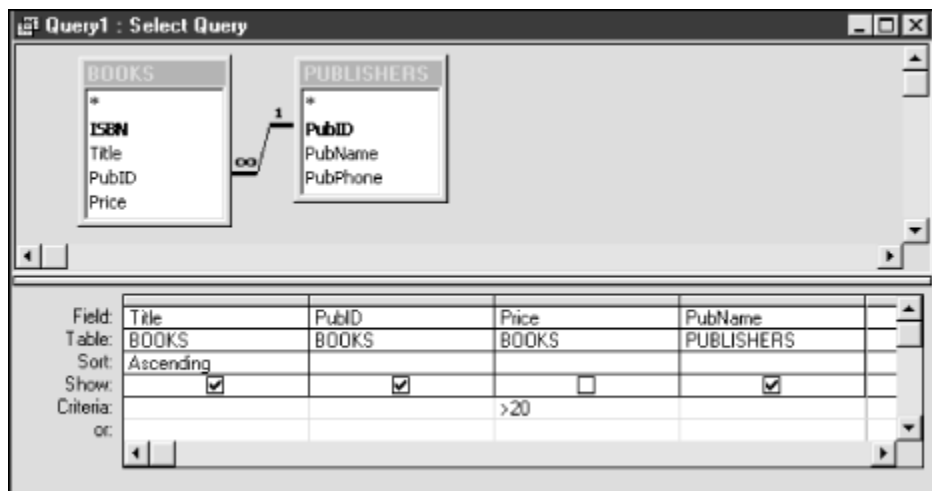 Query1 : Select Query
BOOKS
*
ISBN
Title
PubID
Price
∞
1
PUBLISHERS
*
PubID
PubName
PubPhone
Field: Title PubID Price PubName
Table: BOOKS BOOKS BOOKS PUBLISHERS
Sort: Ascending
Show:
Criteria: >20
or: